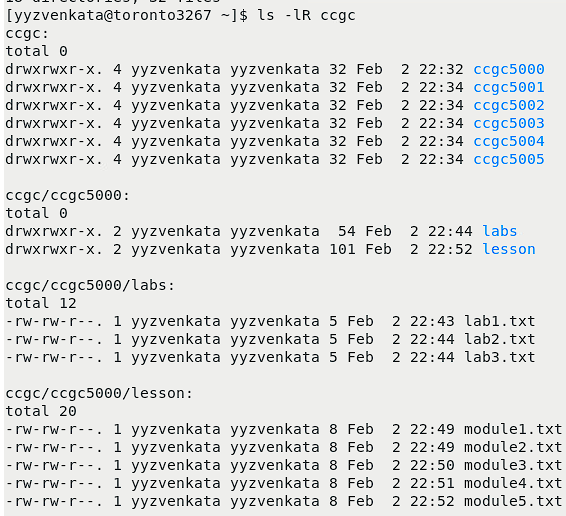 18 directories, 32 files
[yyzvenkata@toronto3267 ~]$ ls -lR ccgc
ccgc:
total 0
drwxrwxr-x. 4 yyzvenkata yyzvenkata 32 Feb  2 22:32 ccgc5000
drwxrwxr-x. 4 yyzvenkata yyzvenkata 32 Feb  2 22:34 ccgc5001
drwxrwxr-x. 4 yyzvenkata yyzvenkata 32 Feb  2 22:34 ccgc5002
drwxrwxr-x. 4 yyzvenkata yyzvenkata 32 Feb  2 22:34 ccgc5003
drwxrwxr-x. 4 yyzvenkata yyzvenkata 32 Feb  2 22:34 ccgc5004
drwxrwxr-x. 4 yyzvenkata yyzvenkata 32 Feb  2 22:34 ccgc5005

ccgc/ccgc5000:
total 0
drwxrwxr-x. 2 yyzvenkata yyzvenkata  54 Feb  2 22:44 labs
drwxrwxr-x. 2 yyzvenkata yyzvenkata 101 Feb  2 22:52 lesson

ccgc/ccgc5000/labs:
total 12
-rw-rw-r--. 1 yyzvenkata yyzvenkata 5 Feb  2 22:43 lab1.txt
-rw-rw-r--. 1 yyzvenkata yyzvenkata 5 Feb  2 22:44 lab2.txt
-rw-rw-r--. 1 yyzvenkata yyzvenkata 5 Feb  2 22:44 lab3.txt

ccgc/ccgc5000/lesson:
total 20
-rw-rw-r--. 1 yyzvenkata yyzvenkata 8 Feb  2 22:49 module1.txt
-rw-rw-r--. 1 yyzvenkata yyzvenkata 8 Feb  2 22:49 module2.txt
-rw-rw-r--. 1 yyzvenkata yyzvenkata 8 Feb  2 22:50 module3.txt
-rw-rw-r--. 1 yyzvenkata yyzvenkata 8 Feb  2 22:51 module4.txt
-rw-rw-r--. 1 yyzvenkata yyzvenkata 8 Feb  2 22:52 module5.txt